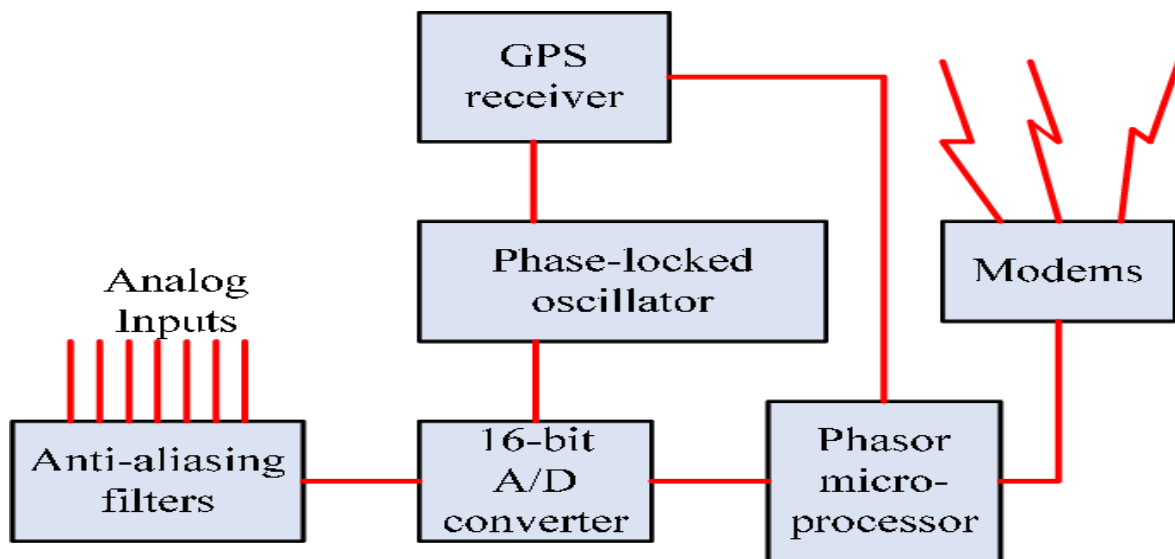 GPS
receiver
Phase-locked
oscillator
Modems
Analog
Inputs
Anti-aliasing
filters
16-bit
A/D
converter
Phasor
micro-
processor